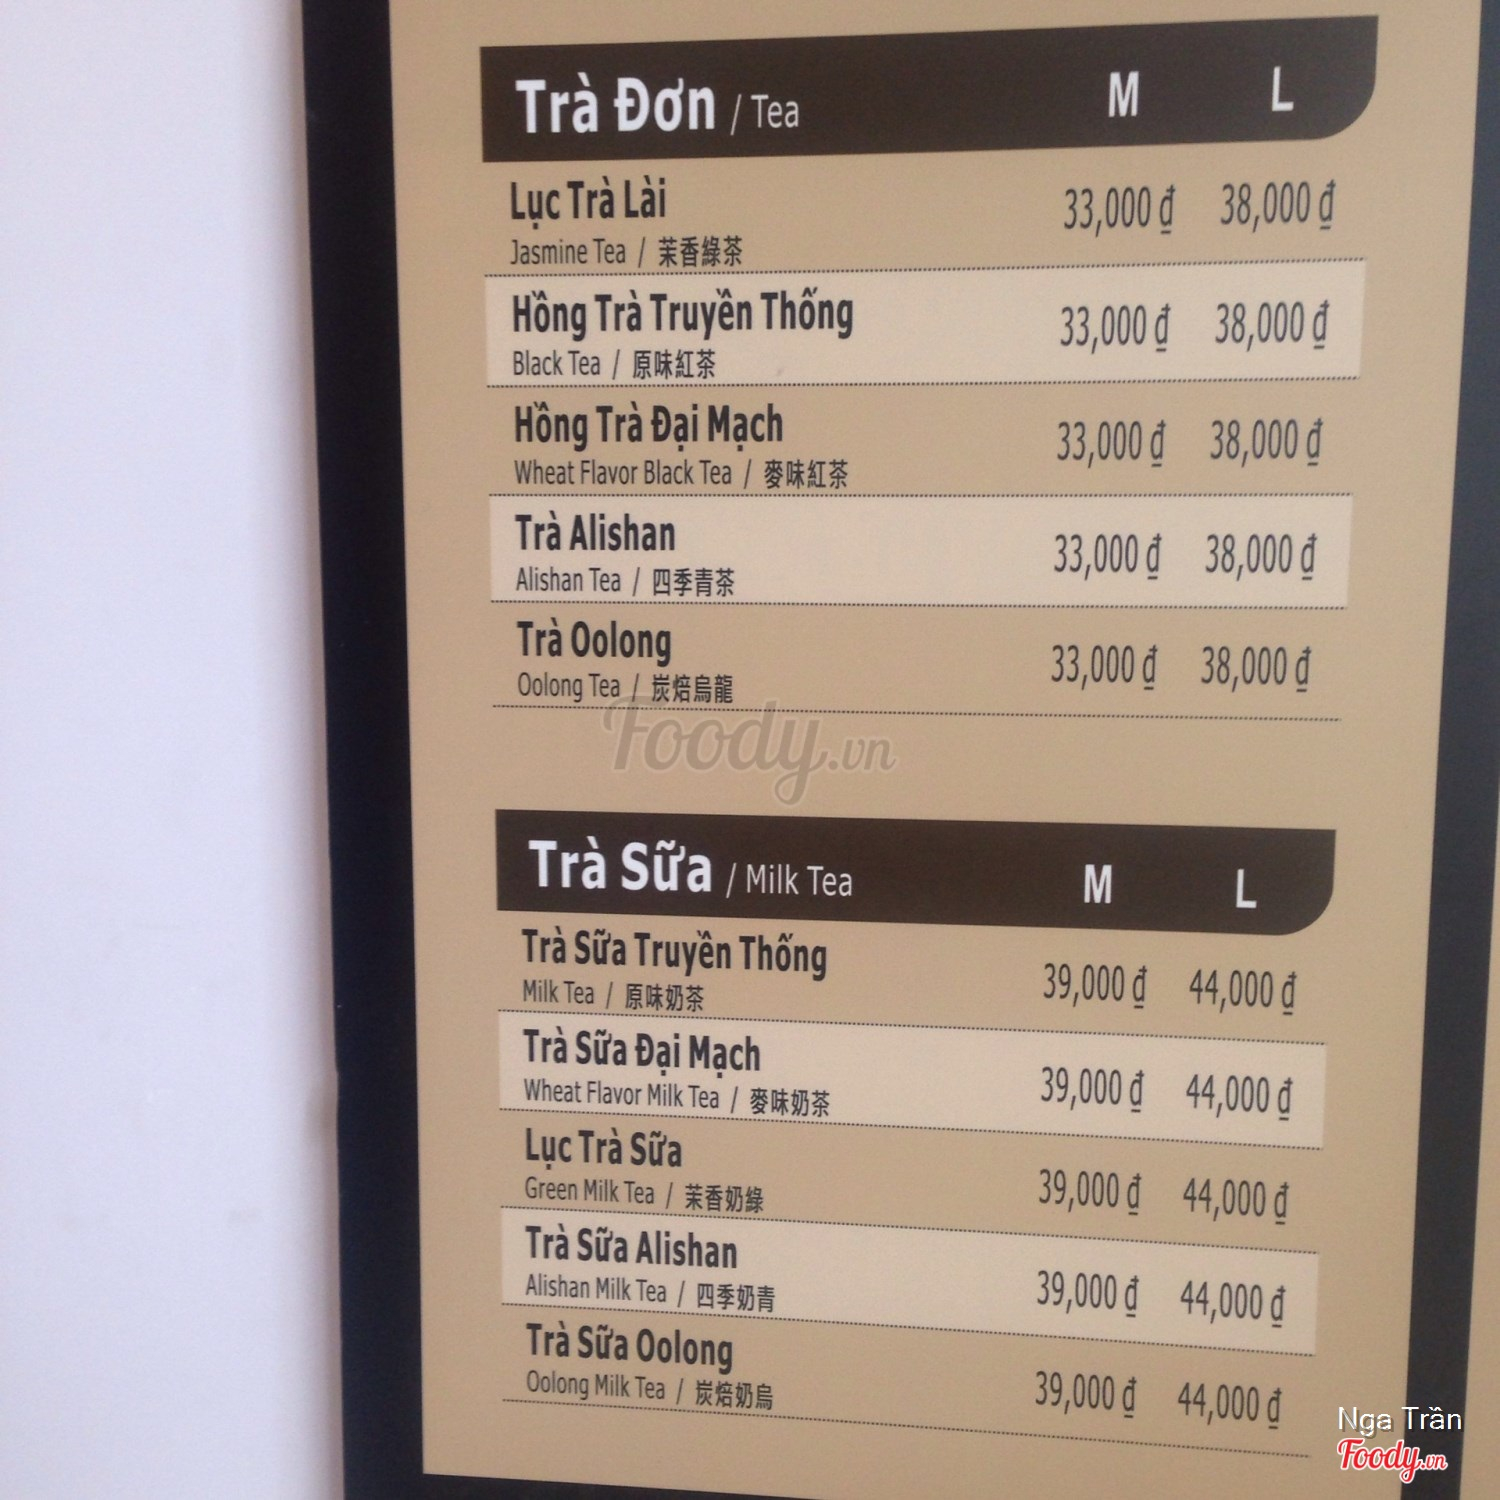 Trà Đơn / Tea M L
Lục Trà Lài 33,000 ₫ 38,000 ₫
Jasmine Tea / 茉香綠茶
Hồng Trà Truyền Thống 33,000 ₫ 38,000 ₫
Black Tea / 原味紅茶
Hồng Trà Đại Mạch 33,000 ₫ 38,000 ₫
Wheat Flavor Black Tea / 麥味紅茶
Trà Alishan 33,000 ₫ 38,000 ₫
Alishan Tea / 四季青茶
Trà Oolong 33,000 ₫ 38,000 ₫
Oolong Tea / 炭焙烏龍
Foody.vn
Trà Sữa / Milk Tea M L
Trà Sữa Truyền Thống 39,000 ₫ 44,000 ₫
Milk Tea / 原味奶茶
Trà Sữa Đại Mạch 39,000 ₫ 44,000 ₫
Wheat Flavor Milk Tea / 麥味奶茶
Lục Trà Sữa 39,000 ₫ 44,000 ₫
Green Milk Tea / 茉香奶綠
Trà Sữa Alishan 39,000 ₫ 44,000 ₫
Alishan Milk Tea / 四季奶青
Trà Sữa Oolong 39,000 ₫ 44,000 ₫
Oolong Milk Tea / 炭焙奶烏
Nga Trần
Foody.vn